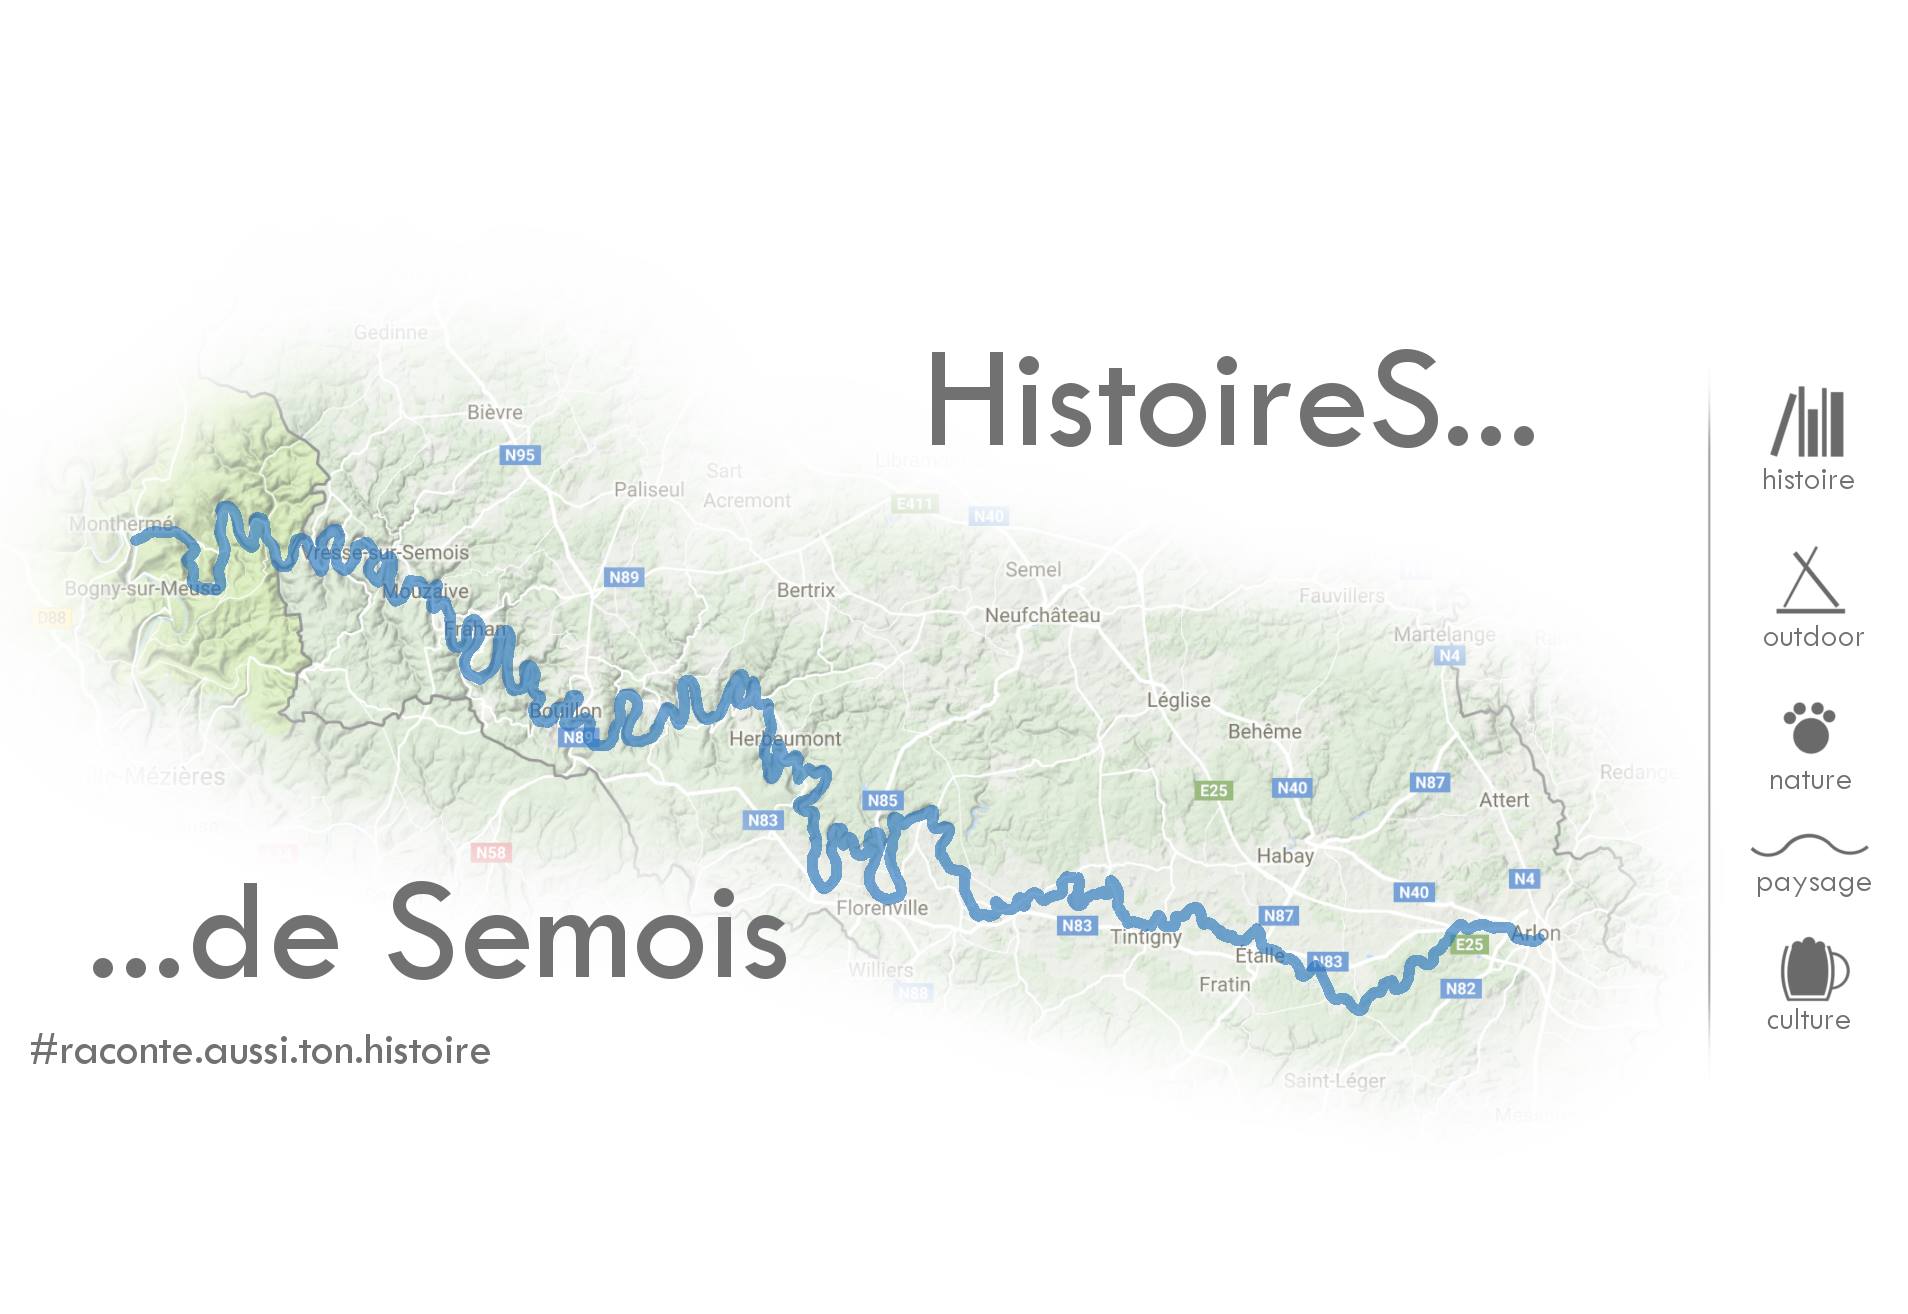 Gedinne
HistoireS...
Bièvre
N95
Libramo
Sart
Acremont
Paliseul
histoire
E411
N40
Monthermé
Vresse-sur-Semois
Semel
N89
Bertrix
Bogny-sur-Meuse
Mouzaive
Fauvillers
D88
Neufchâteau
Frahan
Martelange
outdoor
N4
Léglise
Bouillon
Behême
N89
Herbeumont
Redange
lle-Mézières
nature
N87
N40
E25
N85
Attert
N83
N58
Habay
N4
paysage
N40
Florenville
N87
N83
...de Semois
Tintigny
Arlon
E25
Étalle
N83
Williers
Fratin
N82
N88
culture
#raconte.aussi.ton.histoire
Saint-Léger